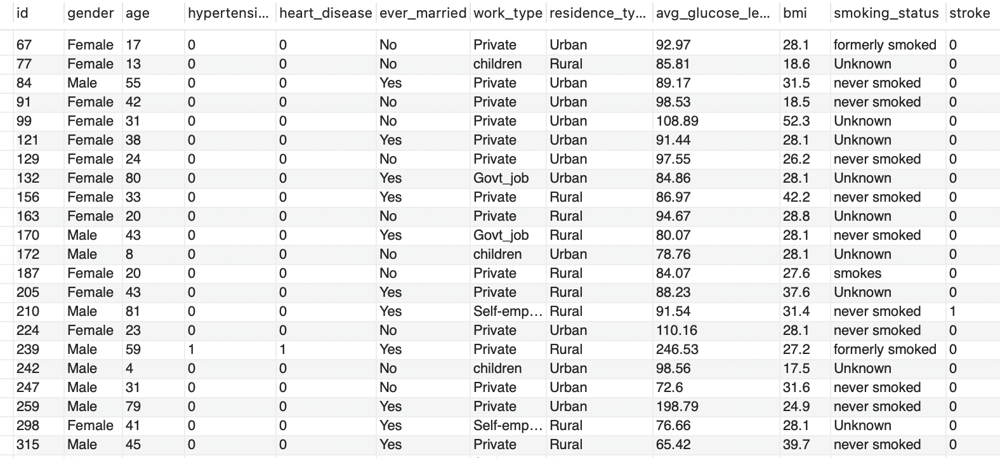 id gender age hypertensi... heart_disease ever_married work_type residence_ty... avg_glucose_le... bmi smoking_status stroke
67 Female 17 0 0 No Private Urban 92.97 28.1 formerly smoked 0
77 Female 13 0 0 No children Rural 85.81 18.6 Unknown 0
84 Male 55 0 0 Yes Private Urban 89.17 31.5 never smoked 0
91 Female 42 0 0 No Private Urban 98.53 18.5 never smoked 0
99 Female 31 0 0 No Private Urban 108.89 52.3 Unknown 0
121 Female 38 0 0 Yes Private Urban 91.44 28.1 Unknown 0
129 Female 24 0 0 No Private Urban 97.55 26.2 never smoked 0
132 Female 80 0 0 Yes Govt_job Urban 84.86 28.1 Unknown 0
156 Female 33 0 0 Yes Private Rural 86.97 42.2 never smoked 0
163 Female 20 0 0 No Private Rural 94.67 28.8 Unknown 0
170 Male 43 0 0 Yes Govt_job Rural 80.07 28.1 never smoked 0
172 Male 8 0 0 No children Urban 78.76 28.1 Unknown 0
187 Female 20 0 0 No Private Rural 84.07 27.6 smokes 0
205 Female 43 0 0 Yes Private Rural 88.23 37.6 Unknown 0
210 Male 81 0 0 Yes Self-emp... Rural 91.54 31.4 never smoked 1
224 Female 23 0 0 No Private Urban 110.16 28.1 never smoked 0
239 Male 59 1 1 Yes Private Rural 246.53 27.2 formerly smoked 0
242 Male 4 0 0 No children Urban 98.56 17.5 Unknown 0
247 Male 31 0 0 No Private Urban 72.6 31.6 never smoked 0
259 Male 79 0 0 Yes Private Urban 198.79 24.9 never smoked 0
298 Female 41 0 0 Yes Self-emp... Rural 76.66 28.1 Unknown 0
315 Male 45 0 0 Yes Private Rural 65.42 39.7 never smoked 0